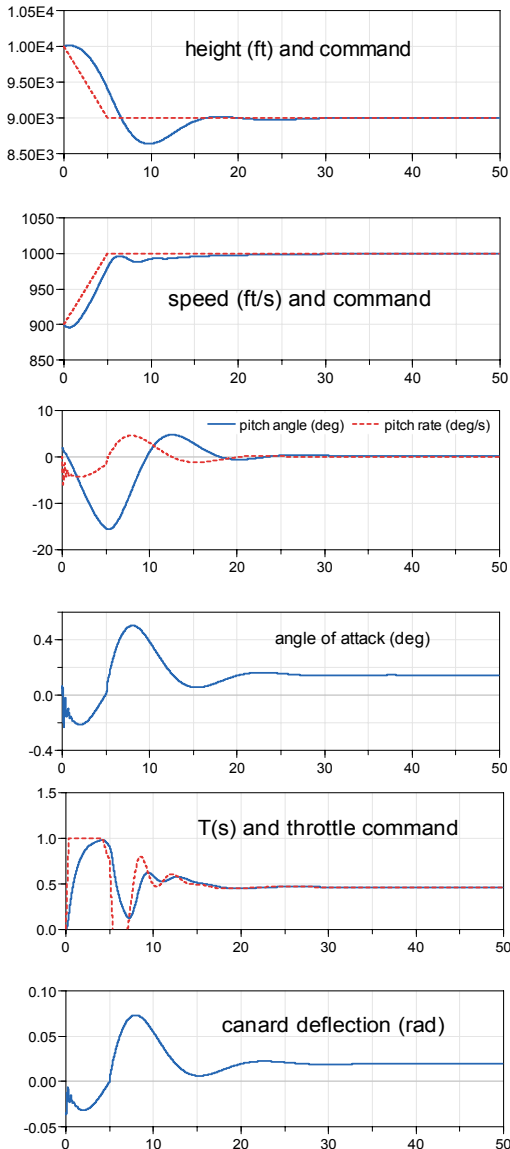 1.05E4
height (ft) and command
1.00E4
9.50E3
9.00E3
8.50E3
0 10 20 30 40 50
1050
1000
950
speed (ft/s) and command
900
850
0 10 20 30 40 50
10
pitch angle (deg) pitch rate (deg/s)
0
-10
-20
0 10 20 30 40 50
0.4
angle of attack (deg)
0.0
-0.4
0 10 20 30 40 50
1.5
T(s) and throttle command
1.0
0.5
0.0
0 10 20 30 40 50
0.10
canard deflection (rad)
0.05
0.00
-0.05
0 10 20 30 40 50